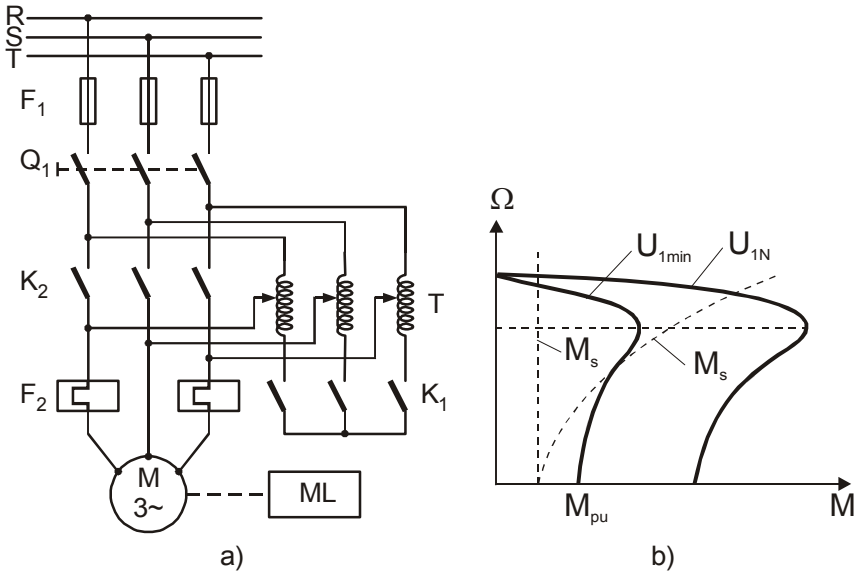 R
S
T
F₁
Q₁
K₂
T
F₂
K₁
M
3~
ML
a)
Ω
U₁min
U₁N
Mₛ
Mₛ
Mpu
M
b)